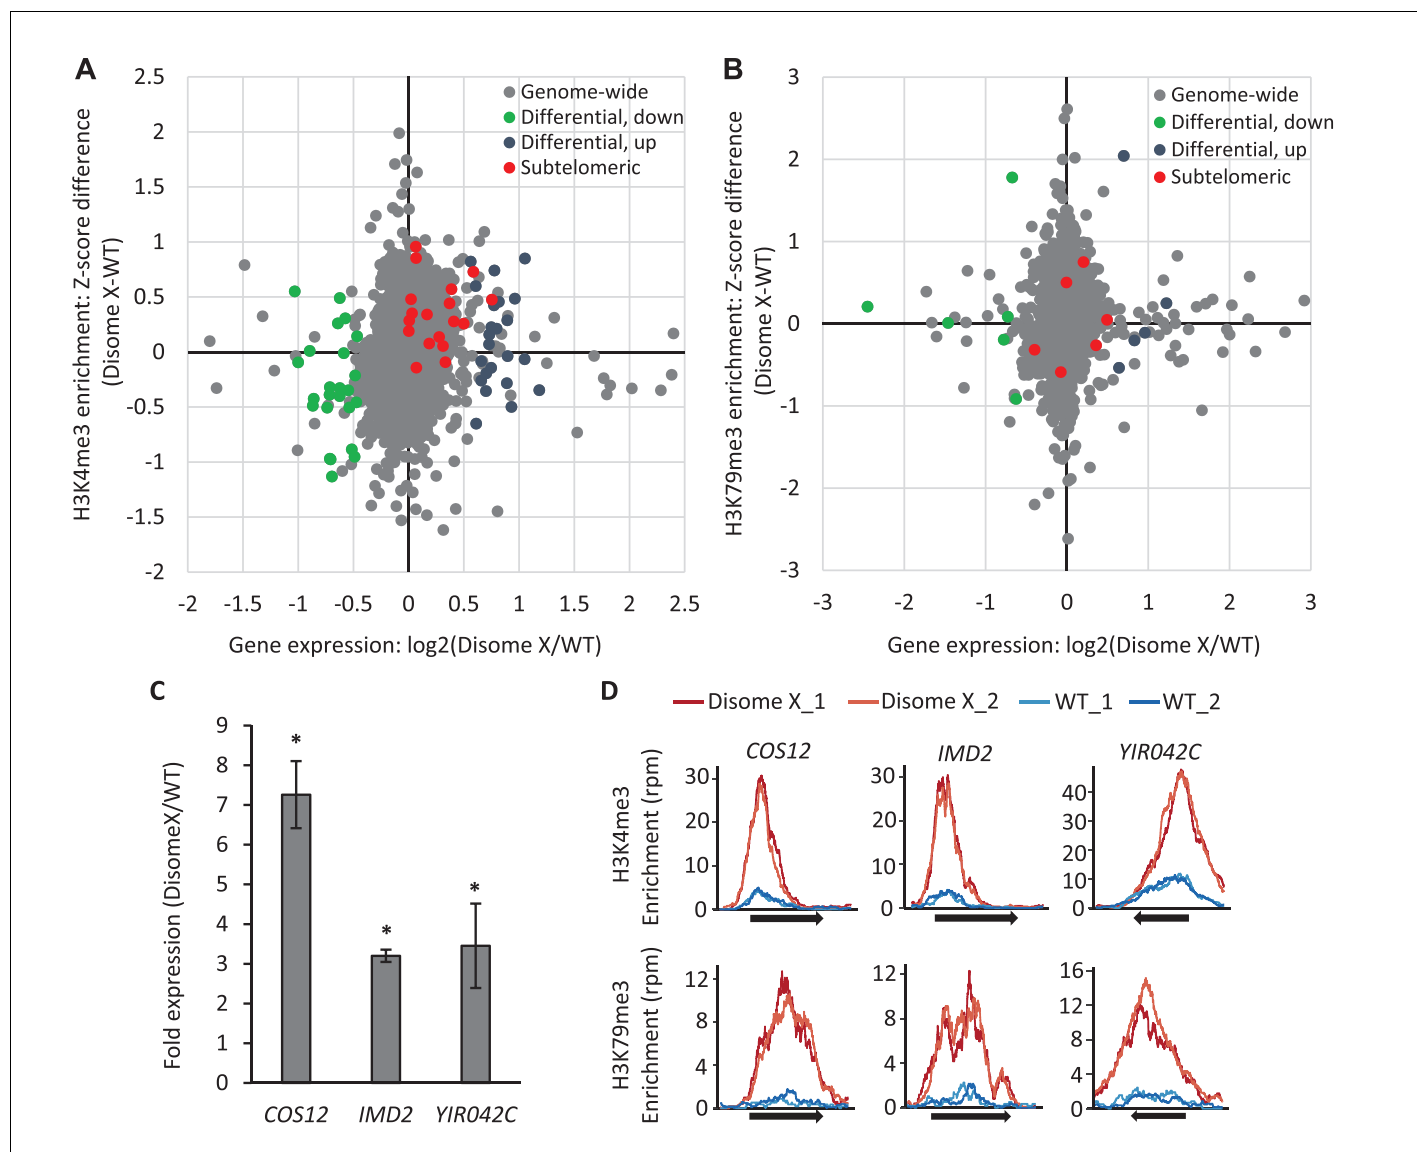 A
H3K4me3 enrichment: Z-score difference
(Disome X-WT)
2.5
2
1.5
1
0.5
0
-0.5
-1
-1.5
-2
-2 -1.5 -1 -0.5 0 0.5 1 1.5 2 2.5
Gene expression: log2(Disome X/WT)
Genome-wide
Differential, down
Differential, up
Subtelomeric
B
H3K79me3 enrichment: Z-score difference
(Disome X-WT)
3
2
1
0
-1
-2
-3
-3 -2 -1 0 1 2 3
Gene expression: log2(Disome X/WT)
Genome-wide
Differential, down
Differential, up
Subtelomeric
C
Fold expression (DisomeX/WT)
9
8
7
6
5
4
3
2
1
0
* * *
COS12 IMD2 YIR042C
D
Disome X_1 Disome X_2 WT_1 WT_2
COS12 IMD2 YIR042C
H3K4me3
Enrichment (rpm)
30
20
10
0
30
20
10
0
40
30
20
10
0
H3K79me3
Enrichment (rpm)
12
8
4
0
12
8
4
0
16
12
8
4
0